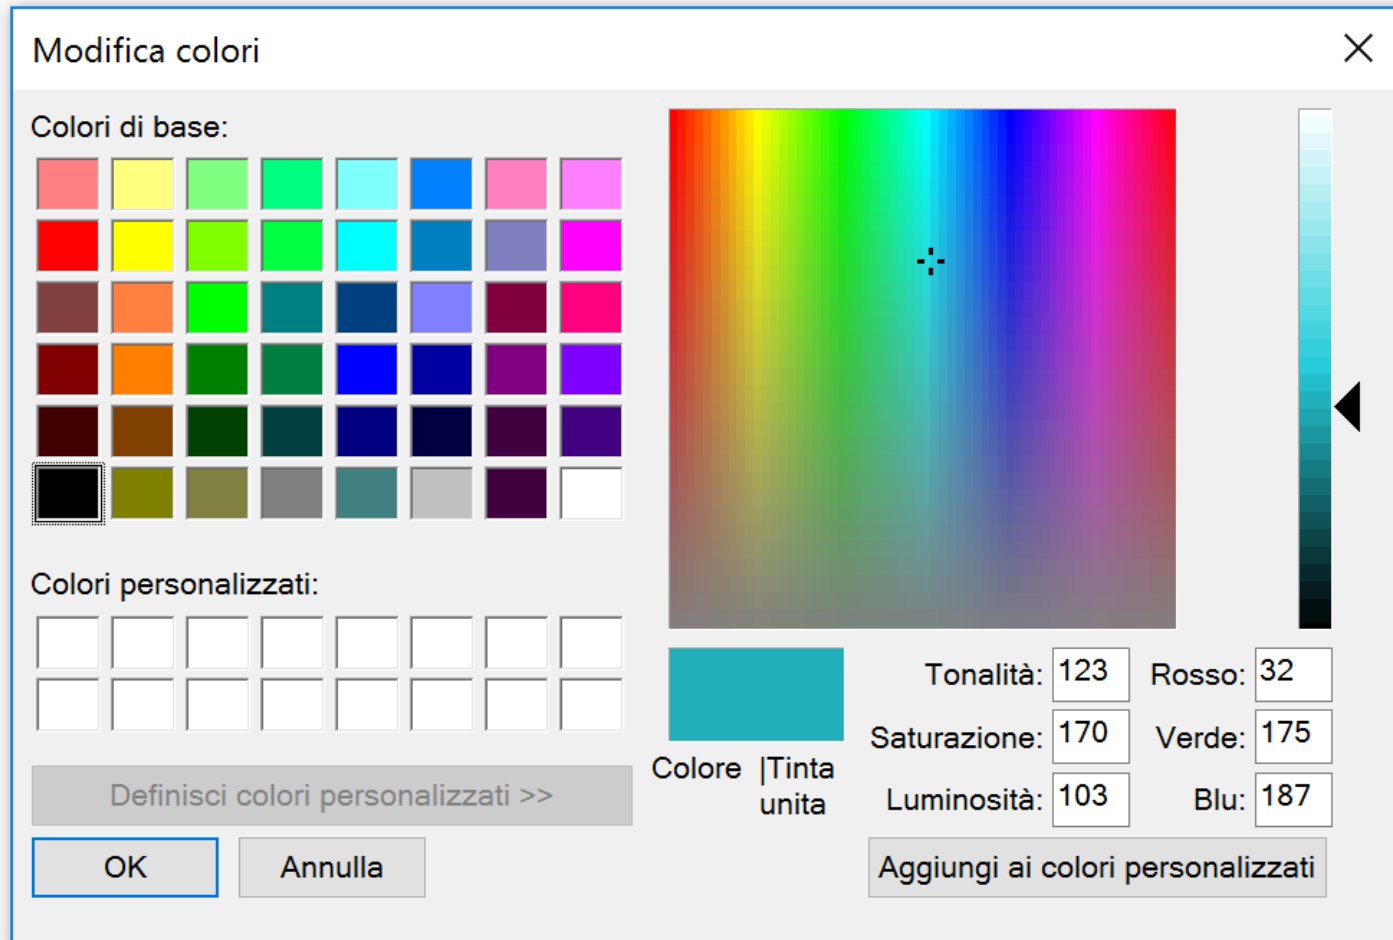 Modifica colori
Colori di base:
Colori personalizzati:
Definisci colori personalizzati >>
OK
Annulla
Colore |Tinta
unita
Tonalità: 123
Saturazione: 170
Luminosità: 103
Rosso: 32
Verde: 175
Blu: 187
Aggiungi ai colori personalizzati